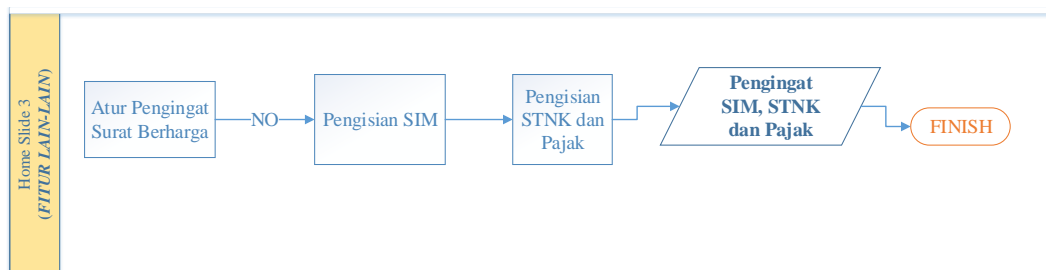 Home Slide 3
(FITUR LAIN-LAIN)
Atur Pengingat
Surat Berharga
NO
Pengisian SIM
Pengisian
STNK dan
Pajak
Pengingat
SIM, STNK
dan Pajak
FINISH